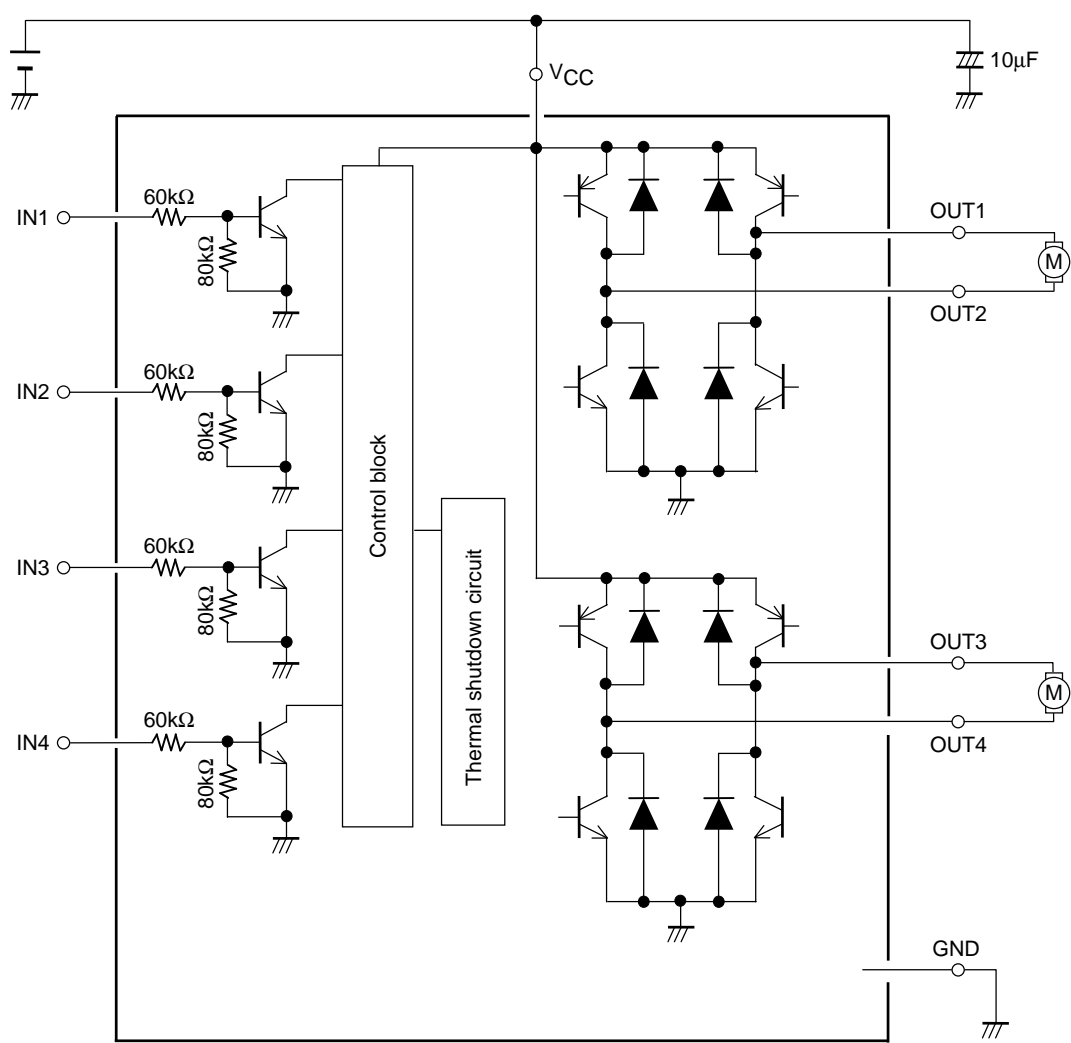 10μF
VCC
60kΩ
IN1
80kΩ
OUT1
M
OUT2
60kΩ
IN2
80kΩ
Control block
60kΩ
IN3
80kΩ
Thermal shutdown circuit
OUT3
M
OUT4
60kΩ
IN4
80kΩ
GND